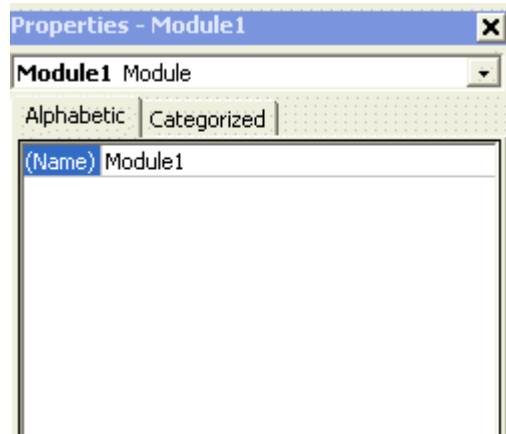 Properties - Module1
Module1 Module
Alphabetic Categorized
(Name) Module1